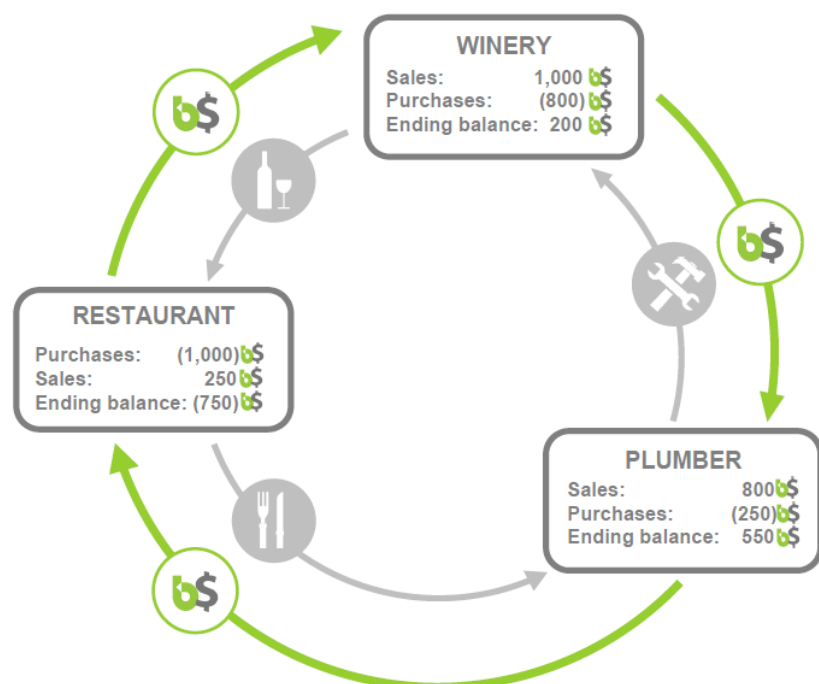 WINERY
Sales: 1,000 b$
Purchases: (800) b$
Ending balance: 200 b$
b$
b$
RESTAURANT
Purchases: (1,000) b$
Sales: 250 b$
Ending balance: (750) b$
PLUMBER
Sales: 800 b$
Purchases: (250) b$
Ending balance: 550 b$
b$